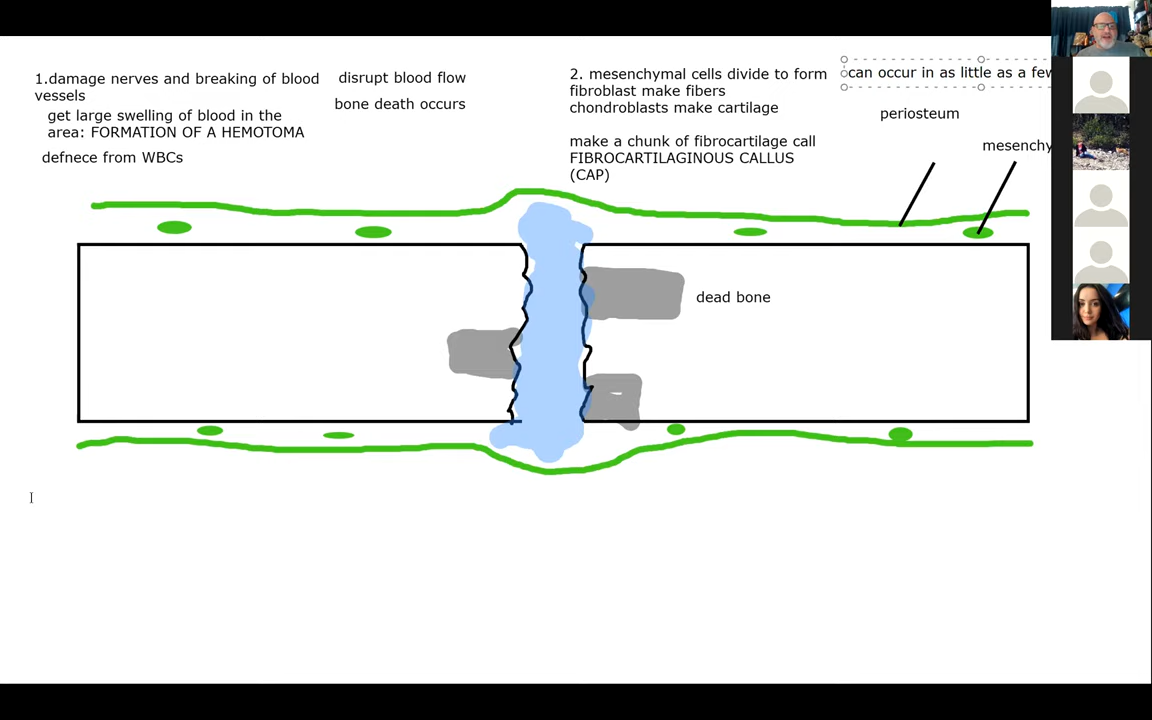 1.damage nerves and breaking of blood
vessels
get large swelling of blood in the
area: FORMATION OF A HEMOTOMA
defnece from WBCs
disrupt blood flow
bone death occurs
2. mesenchymal cells divide to form
fibroblast make fibers
chondroblasts make cartilage
make a chunk of fibrocartilage call
FIBROCARTILAGINOUS CALLUS
(CAP)
can occur in as little as a few
periosteum
mesenchy
dead bone